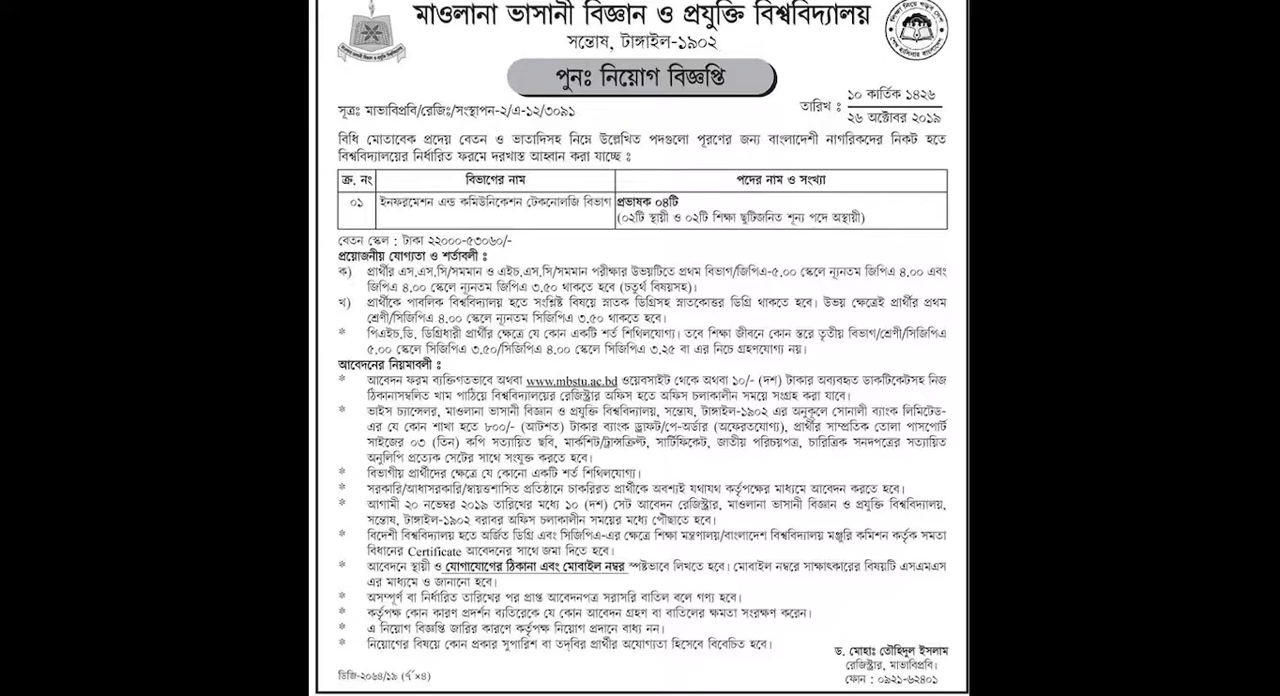 মাওলানা ভাসানী বিজ্ঞান ও প্রযুক্তি বিশ্ববিদ্যালয়
সন্তোষ, টাঙ্গাইল-১৯০২
পুনঃ নিয়োগ বিজ্ঞপ্তি
সূত্রঃ মাভাবিপ্রবি/রেজিঃ/সংস্থাপন-২/এ-১২/৩০৯১
তারিখ : ১০ কার্তিক ১৪২৬
২৬ অক্টোবর ২০১৯
বিধি মোতাবেক প্রদেয় বেতন ও ভাতাদিসহ নিম্নে উল্লেখিত পদগুলো পূরণের জন্য বাংলাদেশী নাগরিকদের নিকট হতে
বিশ্ববিদ্যালয়ের নির্ধারিত ফরমে দরখাস্ত আহ্বান করা যাচ্ছে :
ক্র. নং বিভাগের নাম পদের নাম ও সংখ্যা
০১ ইনফরমেশন এন্ড কমিউনিকেশন টেকনোলজি বিভাগ প্রভাষক ০৪টি
(০২টি স্থায়ী ও ০২টি শিক্ষা ছুটিজনিত শূন্য পদে অস্থায়ী)
বেতন স্কেল : টাকা ২২০০০-৫৩০৬০/-
প্রয়োজনীয় যোগ্যতা ও শর্তাবলী :
ক) প্রার্থীর এস.এস.সি/সমমান ও এইচ.এস.সি/সমমান পরীক্ষার উভয়টিতে প্রথম বিভাগ/জিপিএ-৫.০০ স্কেলে ন্যূনতম জিপিএ ৪.০০ এবং
জিপিএ ৪.০০ স্কেলে ন্যূনতম জিপিএ ৩.৫০ থাকতে হবে (চতুর্থ বিষয়সহ)।
খ) প্রার্থীকে পাবলিক বিশ্ববিদ্যালয় হতে সংশ্লিষ্ট বিষয়ে স্নাতক ডিগ্রিসহ স্নাতকোত্তর ডিগ্রি থাকতে হবে। উভয় ক্ষেত্রেই প্রার্থীর প্রথম
শ্রেণী/সিজিপিএ ৪.০০ স্কেলে ন্যূনতম সিজিপিএ ৩.৫০ থাকতে হবে।
* পিএইচ.ডি. ডিগ্রিধারী প্রার্থীর ক্ষেত্রে যে কোন একটি শর্ত শিথিলযোগ্য। তবে শিক্ষা জীবনে কোন স্তরে তৃতীয় বিভাগ/শ্রেণী/সিজিপিএ
৫.০০ স্কেলে সিজিপিএ ৩.৫০/সিজিপিএ ৪.০০ স্কেলে সিজিপিএ ৩.২৫ বা এর নিচে গ্রহণযোগ্য নয়।
আবেদনের নিয়মাবলী :
* আবেদন ফরম ব্যক্তিগতভাবে অথবা www.mbstu.ac.bd ওয়েবসাইট থেকে অথবা ১০/- (দশ) টাকার অব্যবহৃত ডাকটিকেটসহ নিজ
ঠিকানাসম্বলিত খাম পাঠিয়ে বিশ্ববিদ্যালয়ের রেজিস্ট্রার অফিস হতে অফিস চলাকালীন সময়ে সংগ্রহ করা যাবে।
* ভাইস চ্যান্সেলর, মাওলানা ভাসানী বিজ্ঞান ও প্রযুক্তি বিশ্ববিদ্যালয়, সন্তোষ, টাঙ্গাইল-১৯০২ এর অনুকূলে সোনালী ব্যাংক লিমিটেড-
এর যে কোন শাখা হতে ৮০০/- (আটশত) টাকার ব্যাংক ড্রাফট/পে-অর্ডার (অফেরতযোগ্য), প্রার্থীর সাম্প্রতিক তোলা পাসপোর্ট
সাইজের ০৩ (তিন) কপি সত্যায়িত ছবি, মার্কশিট/ট্রান্সক্রিপ্ট, সার্টিফিকেট, জাতীয় পরিচয়পত্র, চারিত্রিক সনদপত্রের সত্যায়িত
অনুলিপি প্রত্যেক সেটের সাথে সংযুক্ত করতে হবে।
* বিভাগীয় প্রার্থীদের ক্ষেত্রে যে কোনো একটি শর্ত শিথিলযোগ্য।
* সরকারি/আধাসরকারি/স্বায়ত্তশাসিত প্রতিষ্ঠানে চাকরিরত প্রার্থীকে অবশ্যই যথাযথ কর্তৃপক্ষের মাধ্যমে আবেদন করতে হবে।
* আগামী ২০ নভেম্বর ২০১৯ তারিখের মধ্যে ১০ (দশ) সেট আবেদন রেজিস্ট্রার, মাওলানা ভাসানী বিজ্ঞান ও প্রযুক্তি বিশ্ববিদ্যালয়,
সন্তোষ, টাঙ্গাইল-১৯০২ বরাবর অফিস চলাকালীন সময়ের মধ্যে পৌঁছাতে হবে।
* বিদেশী বিশ্ববিদ্যালয় হতে অর্জিত ডিগ্রি এবং সিজিপিএ-এর ক্ষেত্রে শিক্ষা মন্ত্রণালয়/বাংলাদেশ বিশ্ববিদ্যালয় মঞ্জুরি কমিশন কর্তৃক সমতা
বিধানের Certificate আবেদনের সাথে জমা দিতে হবে।
* আবেদনে স্থায়ী ও যোগাযোগের ঠিকানা এবং মোবাইল নম্বর স্পষ্টভাবে লিখতে হবে। মোবাইল নম্বরে সাক্ষাৎকারের বিষয়টি এসএমএস
এর মাধ্যমে ও জানানো হবে।
* অসম্পূর্ণ বা নির্ধারিত তারিখের পর প্রাপ্ত আবেদনপত্র সরাসরি বাতিল বলে গণ্য হবে।
* কর্তৃপক্ষ কোন কারণ প্রদর্শন ব্যতিরেকে যে কোন আবেদন গ্রহণ বা বাতিলের ক্ষমতা সংরক্ষণ করেন।
* এ নিয়োগ বিজ্ঞপ্তি জারির কারণে কর্তৃপক্ষ নিয়োগ প্রদানে বাধ্য নন।
* নিয়োগের বিষয়ে কোন প্রকার সুপারিশ বা তদ্‌বির প্রার্থীর অযোগ্যতা হিসেবে বিবেচিত হবে।
ড. মোহাঃ তৌহিদুল ইসলাম
রেজিস্ট্রার, মাভাবিপ্রবি।
ফোন : ০৯২১-৬২৪০১
ডিজি-২০৬৪/১৯ (৭˝×৪)